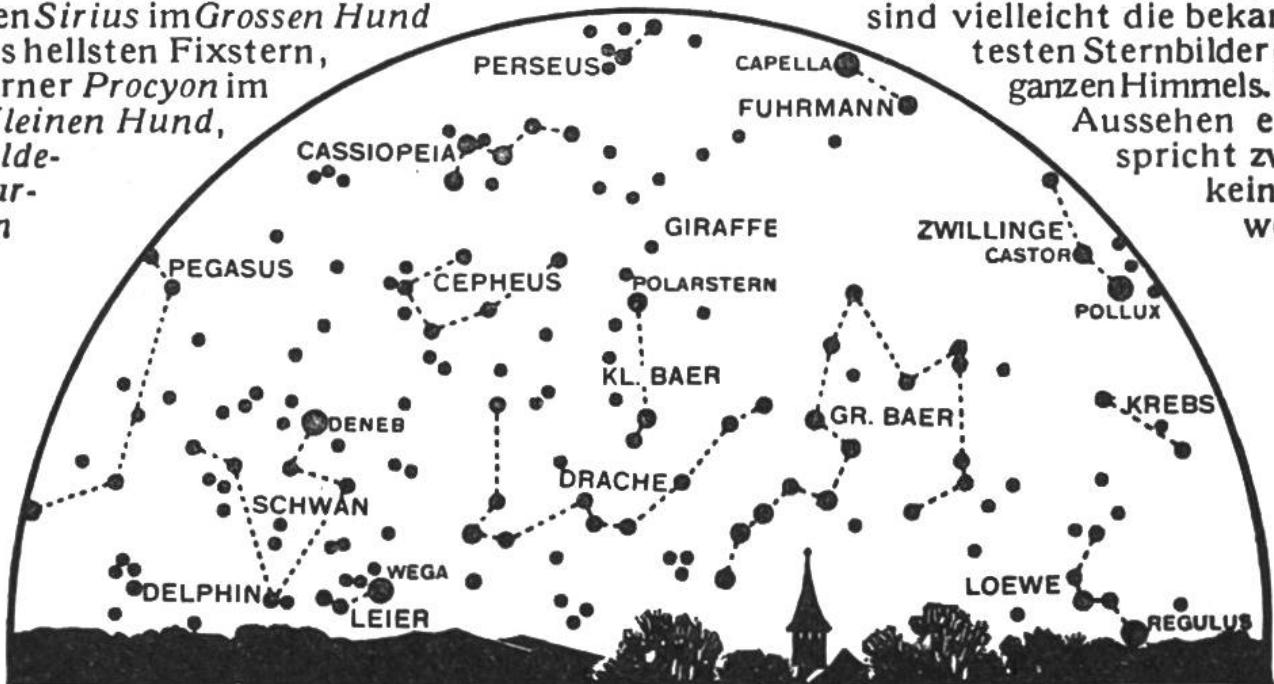 en Sirius im Grossen Hund
s hellsten Fixstern,
rner Procyon im
leinen Hund,
lde-
ar-
n
sind vielleicht die bekan
testen Sternbilder
ganzen Himmels.
Aussehen e
spricht zw
kein
w
PERSEUS
CAPELLA
FUHRMANN
CASSIOPEIA
GIRAFFE
ZWILLINGE
CASTOR
PEGASUS
CEPHEUS
POLARSTERN
POLLUX
KL. BAER
KREBS
DENEB
GR. BAER
DRACHE
SCHWAN
WEGA
LOEWE
DELPHIN
LEIER
REGULUS